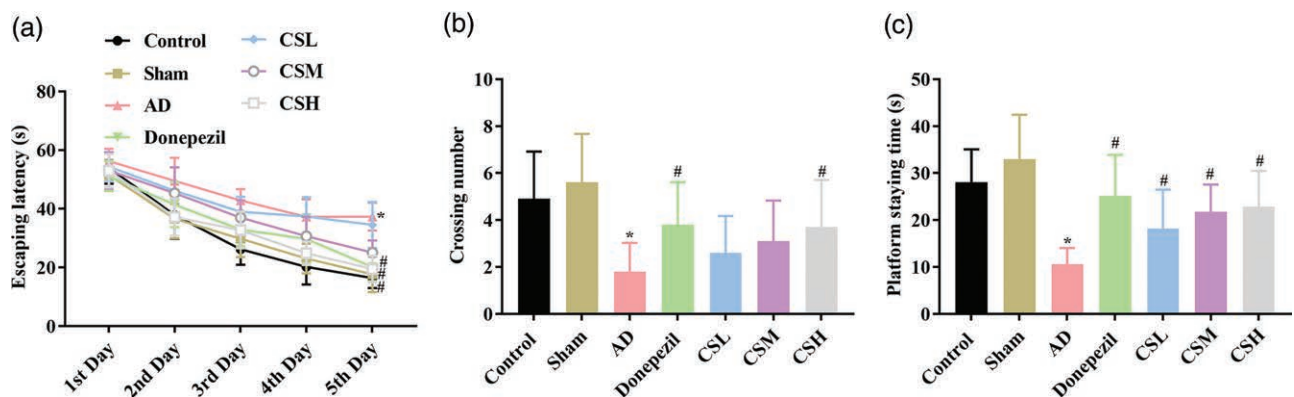 (a)
Control
Sham
AD
Donepezil
CSL
CSM
CSH
Escaping latency (s)
80
60
40
20
0
*
#
#
#
1st Day
2nd Day
3rd Day
4th Day
5th Day
(b)
Crossing number
10
8
6
4
2
0
*
#
#
Control
Sham
AD
Donepezil
CSL
CSM
CSH
(c)
Platform staying time (s)
50
40
30
20
10
0
*
#
#
#
#
Control
Sham
AD
Donepezil
CSL
CSM
CSH